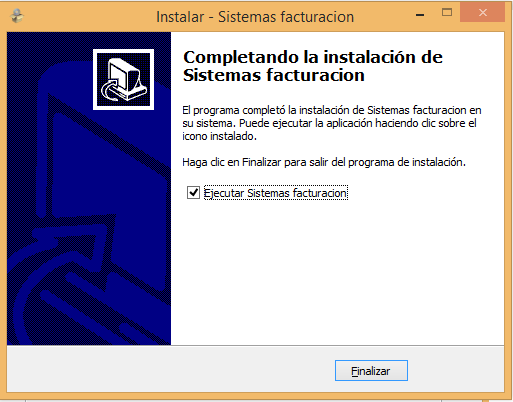 Instalar - Sistemas facturacion
Completando la instalación de
Sistemas facturacion
El programa completó la instalación de Sistemas facturacion en
su sistema. Puede ejecutar la aplicación haciendo clic sobre el
icono instalado.
Haga clic en Finalizar para salir del programa de instalación.
Ejecutar Sistemas facturacion
Finalizar